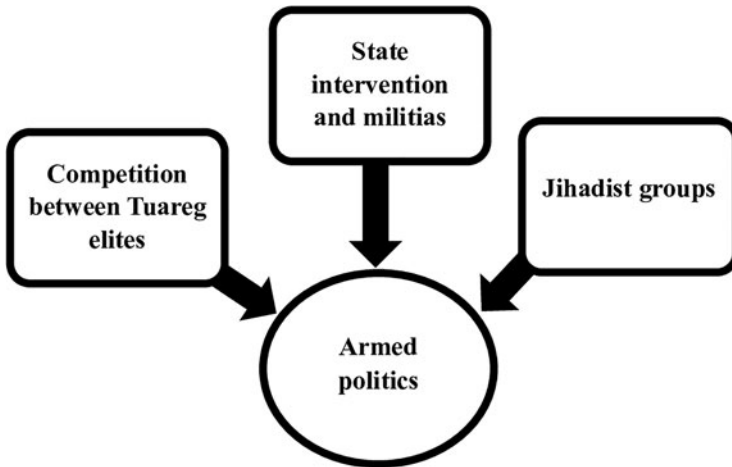 State
intervention
and militias
Competition
between Tuareg
elites
Jihadist groups
Armed
politics